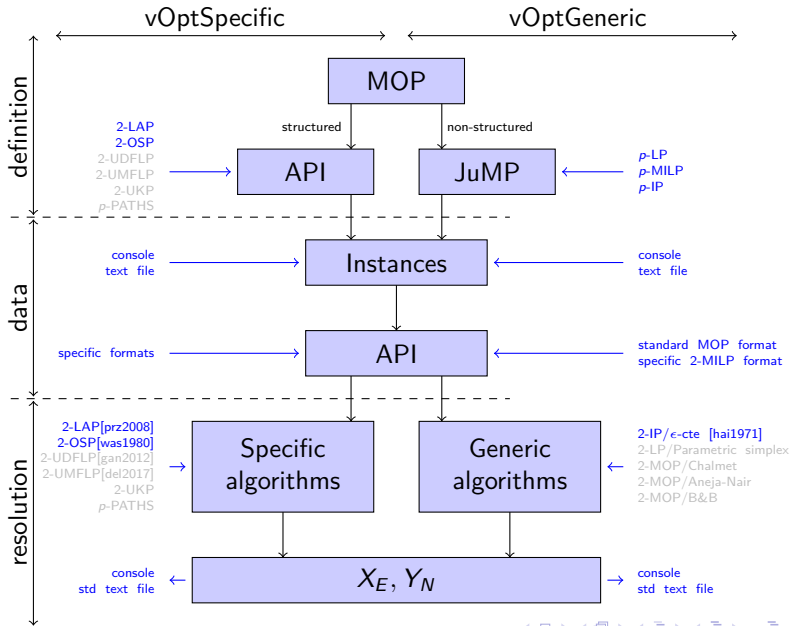 vOptSpecific
vOptGeneric
definition
MOP
structured
non-structured
2-LAP
2-OSP
2-UDFLP
2-UMFLP
2-UKP
p-PATHS
API
JuMP
p-LP
p-MILP
p-IP
data
console
text file
Instances
console
text file
specific formats
API
standard MOP format
specific 2-MILP format
resolution
2-LAP[prz2008]
2-OSP[was1980]
2-UDFLP[gan2012]
2-UMFLP[del2017]
2-UKP
p-PATHS
Specific
algorithms
Generic
algorithms
2-IP/ϵ-cte [hai1971]
2-LP/Parametric simplex
2-MOP/Chalmet
2-MOP/Aneja-Nair
2-MOP/B&B
console
std text file
X_E, Y_N
console
std text file